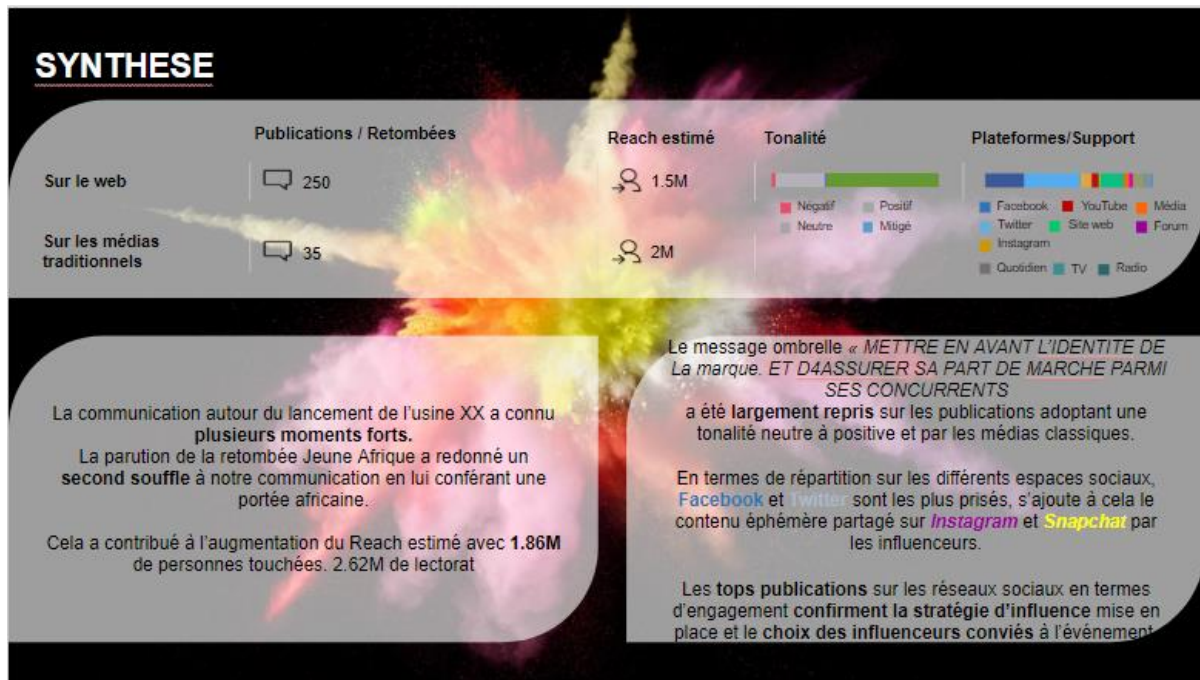 SYNTHESE
Publications / Retombées
Reach estimé
Tonalité
Plateformes/Support
Sur le web
250
1.5M
Négatif
Positif
Neutre
Mitigé
Facebook
YouTube
Média
Twitter
Site web
Forum
Instagram
Quotidien
TV
Radio
Sur les médias
traditionnels
35
2M
La communication autour du lancement de l'usine XX a connu
plusieurs moments forts.
La parution de la retombée Jeune Afrique a redonné un
second souffle à notre communication en lui conférant une
portée africaine.
Cela a contribué à l'augmentation du Reach estimé avec 1.86M
de personnes touchées. 2.62M de lectorat
Le message ombrelle « METTRE EN AVANT L'IDENTITE DE
La marque. ET D4ASSURER SA PART DE MARCHE PARMI
SES CONCURRENTS
a été largement repris sur les publications adoptant une
tonalité neutre à positive et par les médias classiques.
En termes de répartition sur les différents espaces sociaux,
Facebook et Twitter sont les plus prisés, s'ajoute à cela le
contenu éphémère partagé sur Instagram et Snapchat par
les influenceurs.
Les tops publications sur les réseaux sociaux en termes
d'engagement confirment la stratégie d'influence mise en
place et le choix des influenceurs conviés à l'événement